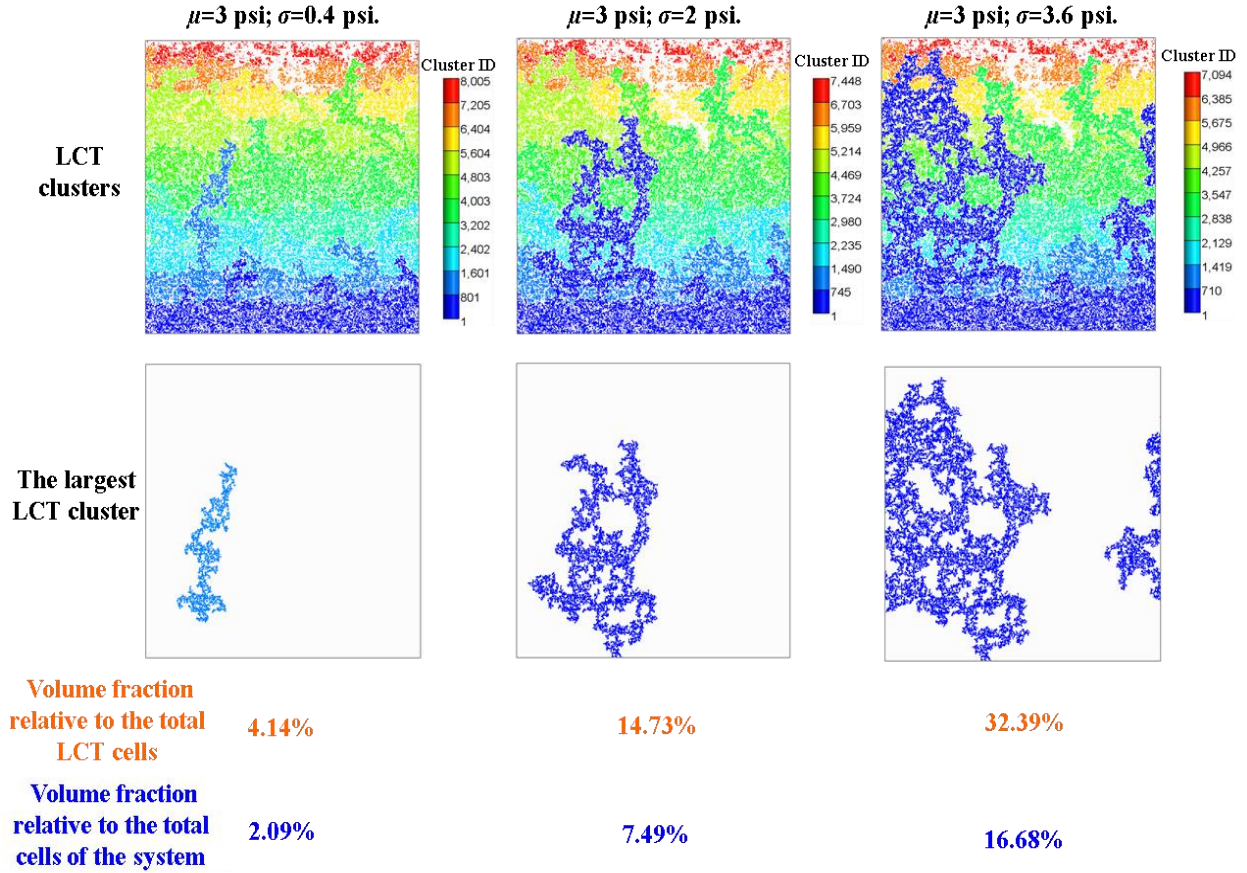 μ=3 psi; σ=0.4 psi.
μ=3 psi; σ=2 psi.
μ=3 psi; σ=3.6 psi.
LCT
clusters
Cluster ID
8,005
7,205
6,404
5,604
4,803
4,003
3,202
2,402
1,601
801
1
Cluster ID
7,448
6,703
5,959
5,214
4,469
3,724
2,980
2,235
1,490
745
1
Cluster ID
7,094
6,385
5,675
4,966
4,257
3,547
2,838
2,129
1,419
710
1
The largest
LCT cluster
Volume fraction
relative to the total
LCT cells
4.14%
14.73%
32.39%
Volume fraction
relative to the total
cells of the system
2.09%
7.49%
16.68%